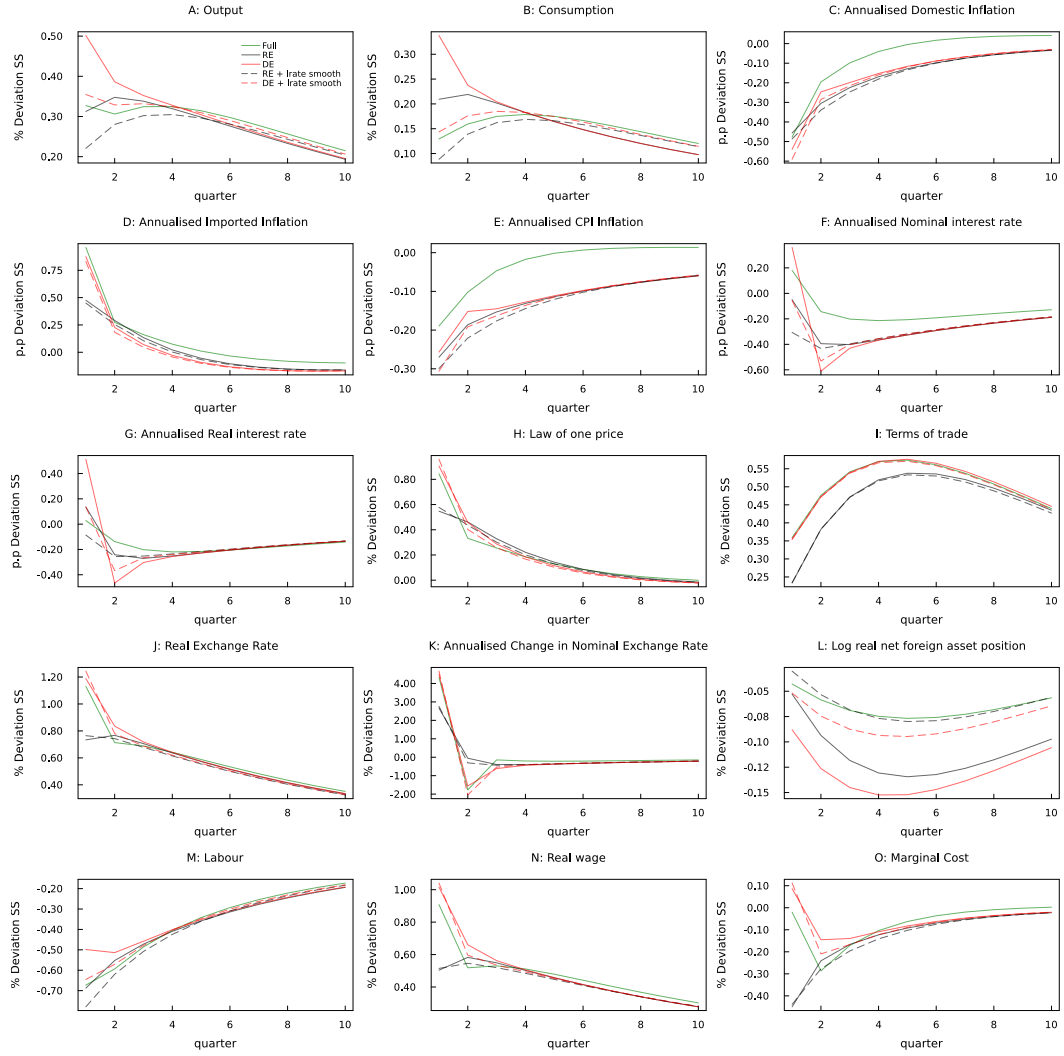 A: Output
% Deviation SS
0.50
0.40
0.30
0.20
Full
RE
DE
RE + Irate smooth
DE + Irate smooth
2 4 6 8 10
quarter
B: Consumption
% Deviation SS
0.30
0.25
0.20
0.15
0.10
2 4 6 8 10
quarter
C: Annualised Domestic Inflation
p.p Deviation SS
0.00
-0.10
-0.20
-0.30
-0.40
-0.50
-0.60
2 4 6 8 10
quarter
D: Annualised Imported Inflation
p.p Deviation SS
0.75
0.50
0.25
0.00
2 4 6 8 10
quarter
E: Annualised CPI Inflation
p.p Deviation SS
0.00
-0.10
-0.20
-0.30
2 4 6 8 10
quarter
F: Annualised Nominal interest rate
p.p Deviation SS
0.20
0.00
-0.20
-0.40
-0.60
2 4 6 8 10
quarter
G: Annualised Real interest rate
p.p Deviation SS
0.40
0.20
0.00
-0.20
-0.40
2 4 6 8 10
quarter
H: Law of one price
% Deviation SS
0.80
0.60
0.40
0.20
0.00
2 4 6 8 10
quarter
I: Terms of trade
% Deviation SS
0.55
0.50
0.45
0.40
0.35
0.30
0.25
2 4 6 8 10
quarter
J: Real Exchange Rate
% Deviation SS
1.20
1.00
0.80
0.60
0.40
2 4 6 8 10
quarter
K: Annualised Change in Nominal Exchange Rate
% Deviation SS
4.00
3.00
2.00
1.00
0.00
-1.00
-2.00
2 4 6 8 10
quarter
L: Log real net foreign asset position
% Deviation SS
-0.05
-0.08
-0.10
-0.12
-0.15
2 4 6 8 10
quarter
M: Labour
% Deviation SS
-0.20
-0.30
-0.40
-0.50
-0.60
-0.70
2 4 6 8 10
quarter
N: Real wage
% Deviation SS
1.00
0.80
0.60
0.40
2 4 6 8 10
quarter
O: Marginal Cost
% Deviation SS
0.10
0.00
-0.10
-0.20
-0.30
-0.40
2 4 6 8 10
quarter